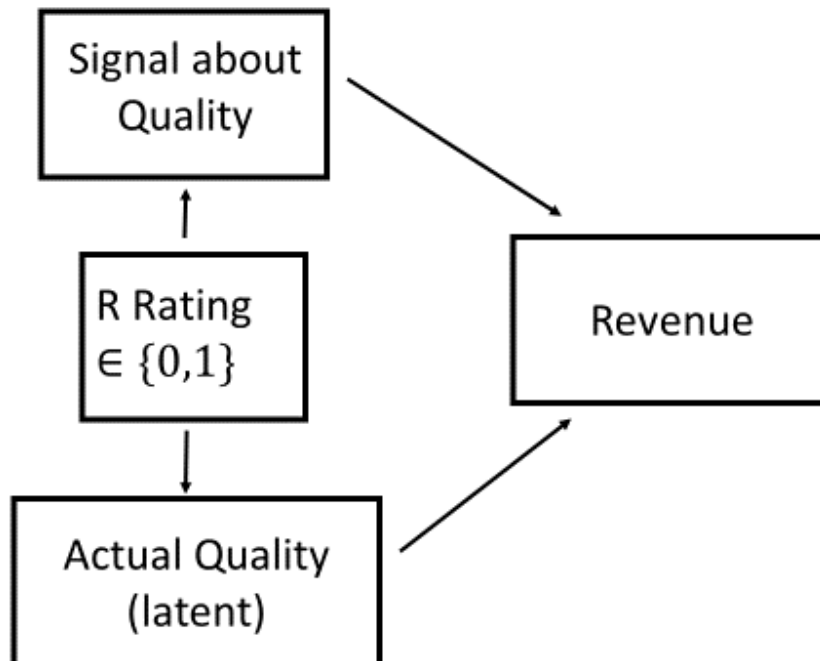 Signal about
Quality
R Rating
∈ {0,1}
Revenue
Actual Quality
(latent)